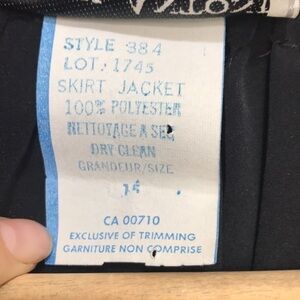 STYLE 384
LOT. 1745
SKIRT JACKET
100% POLYESTER
NETTOYAGE A SEC
DRY CLEAN
GRANDEUR/SIZE
14
CA 00710
EXCLUSIVE OF TRIMMING
GARNITURE NON COMPRISE